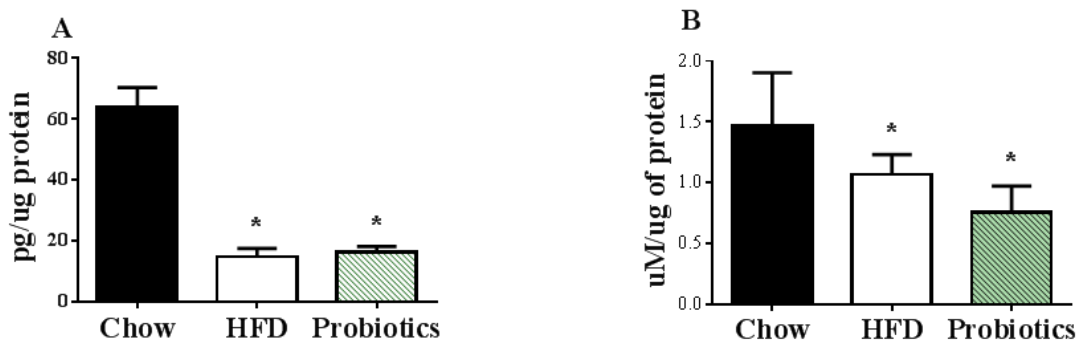 A
pg/ug protein
80
60
40
20
0
*
*
Chow HFD Probiotics
B
uM/ug of protein
2.0
1.5
1.0
0.5
0.0
*
*
Chow HFD Probiotics